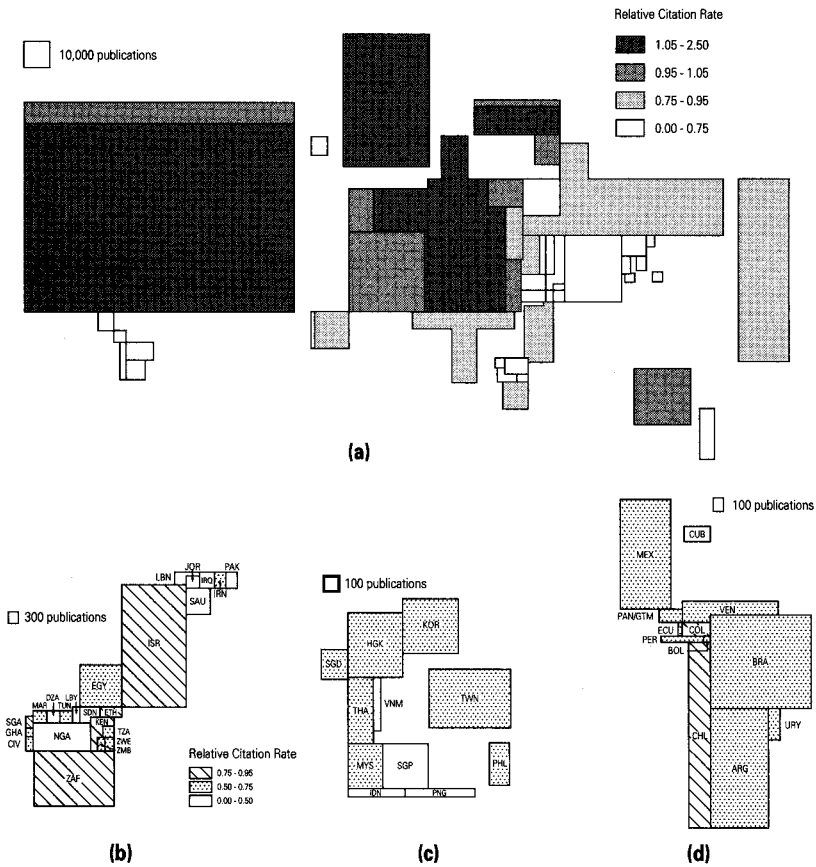 Relative Citation Rate
10,000 publications
1.05 - 2.50
0.95 - 1.05
0.75 - 0.95
0.00 - 0.75
(a)
300 publications
JOR
PAK
LBN
IRQ
IRN
SAU
ISR
EGY
DZA
LBY
MAR
TUN
SDN
ETH
SGA
KEN
GHA
NGA
TZA
CIV
ZWE
ZMB
ZAF
Relative Citation Rate
0.75 - 0.95
0.50 - 0.75
0.00 - 0.50
(b)
100 publications
KOR
HGK
SGD
VNM
TWN
THA
MYS
SGP
PHL
IDN
PNG
(c)
100 publications
CUB
MEX
PAN/GTM
VEN
ECU
COL
PER
BOL
BRA
CHL
URY
ARG
(d)